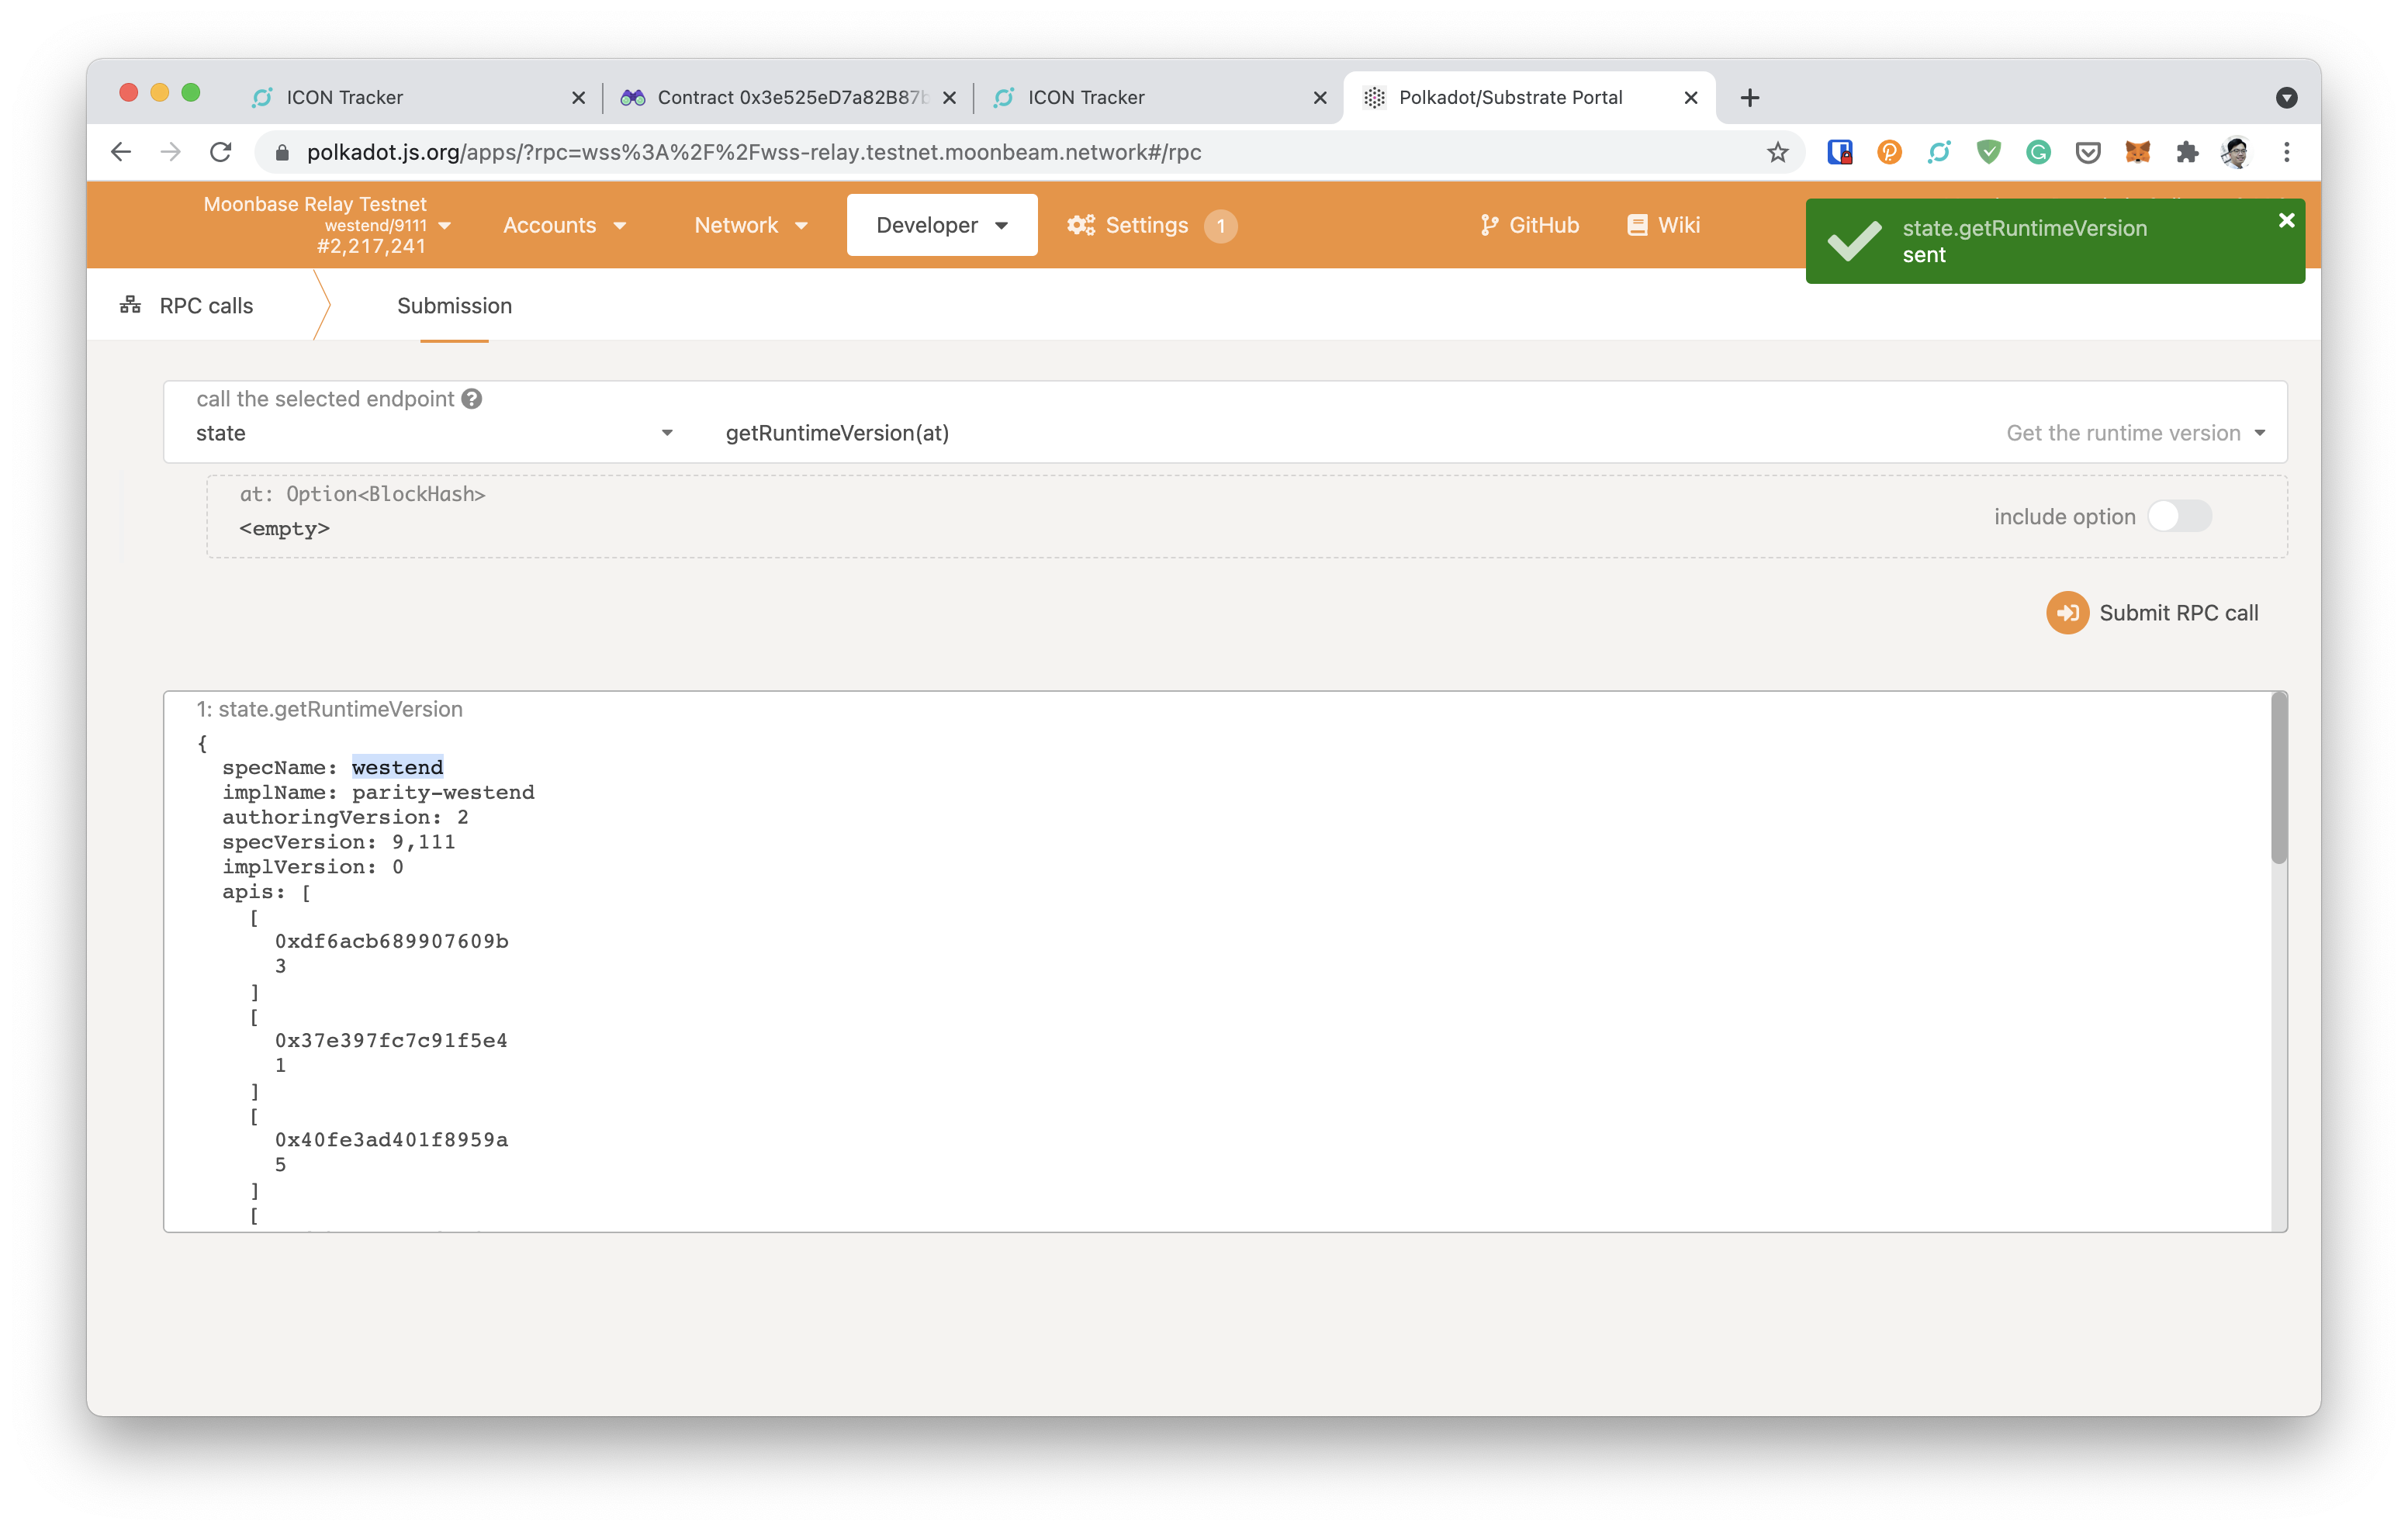 ICON Tracker
Contract 0x3e525eD7a82B87b
ICON Tracker
Polkadot/Substrate Portal
polkadot.js.org/apps/?rpc=wss%3A%2F%2Fwss-relay.testnet.moonbeam.network#/rpc
Moonbase Relay Testnet
westend/9111
#2,217,241
Accounts
Network
Developer
Settings
1
GitHub
Wiki
state.getRuntimeVersion
sent
RPC calls
Submission
call the selected endpoint ?
state
getRuntimeVersion(at)
Get the runtime version
at: Option<BlockHash>
<empty>
include option
Submit RPC call
1: state.getRuntimeVersion
{
specName: westend
implName: parity-westend
authoringVersion: 2
specVersion: 9,111
implVersion: 0
apis: [
[
0xdf6acb689907609b
3
]
[
0x37e397fc7c91f5e4
1
]
[
0x40fe3ad401f8959a
5
]
[